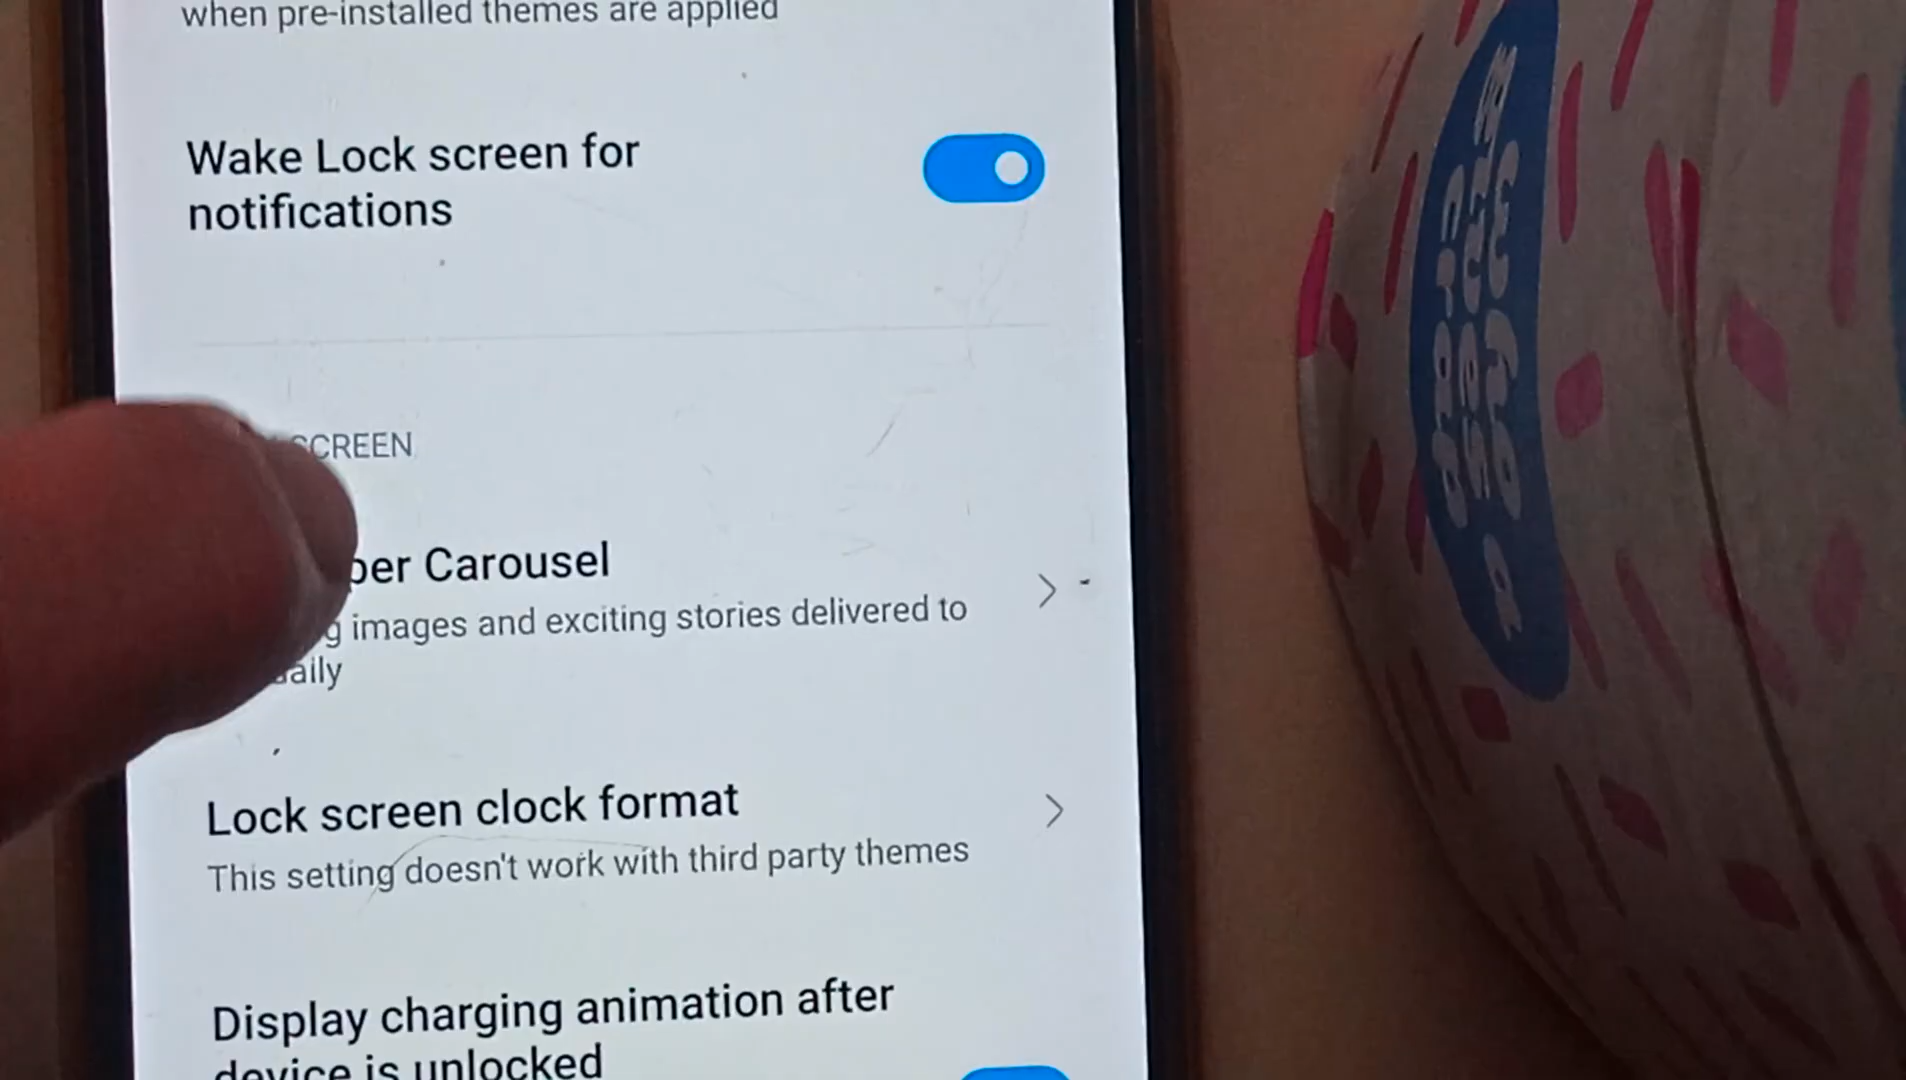 when pre-installed themes are applied
Wake Lock screen for
notifications
SCREEN
per Carousel
images and exciting stories delivered to
aily
Lock screen clock format
This setting doesn't work with third party themes
Display charging animation after
device is unlocked